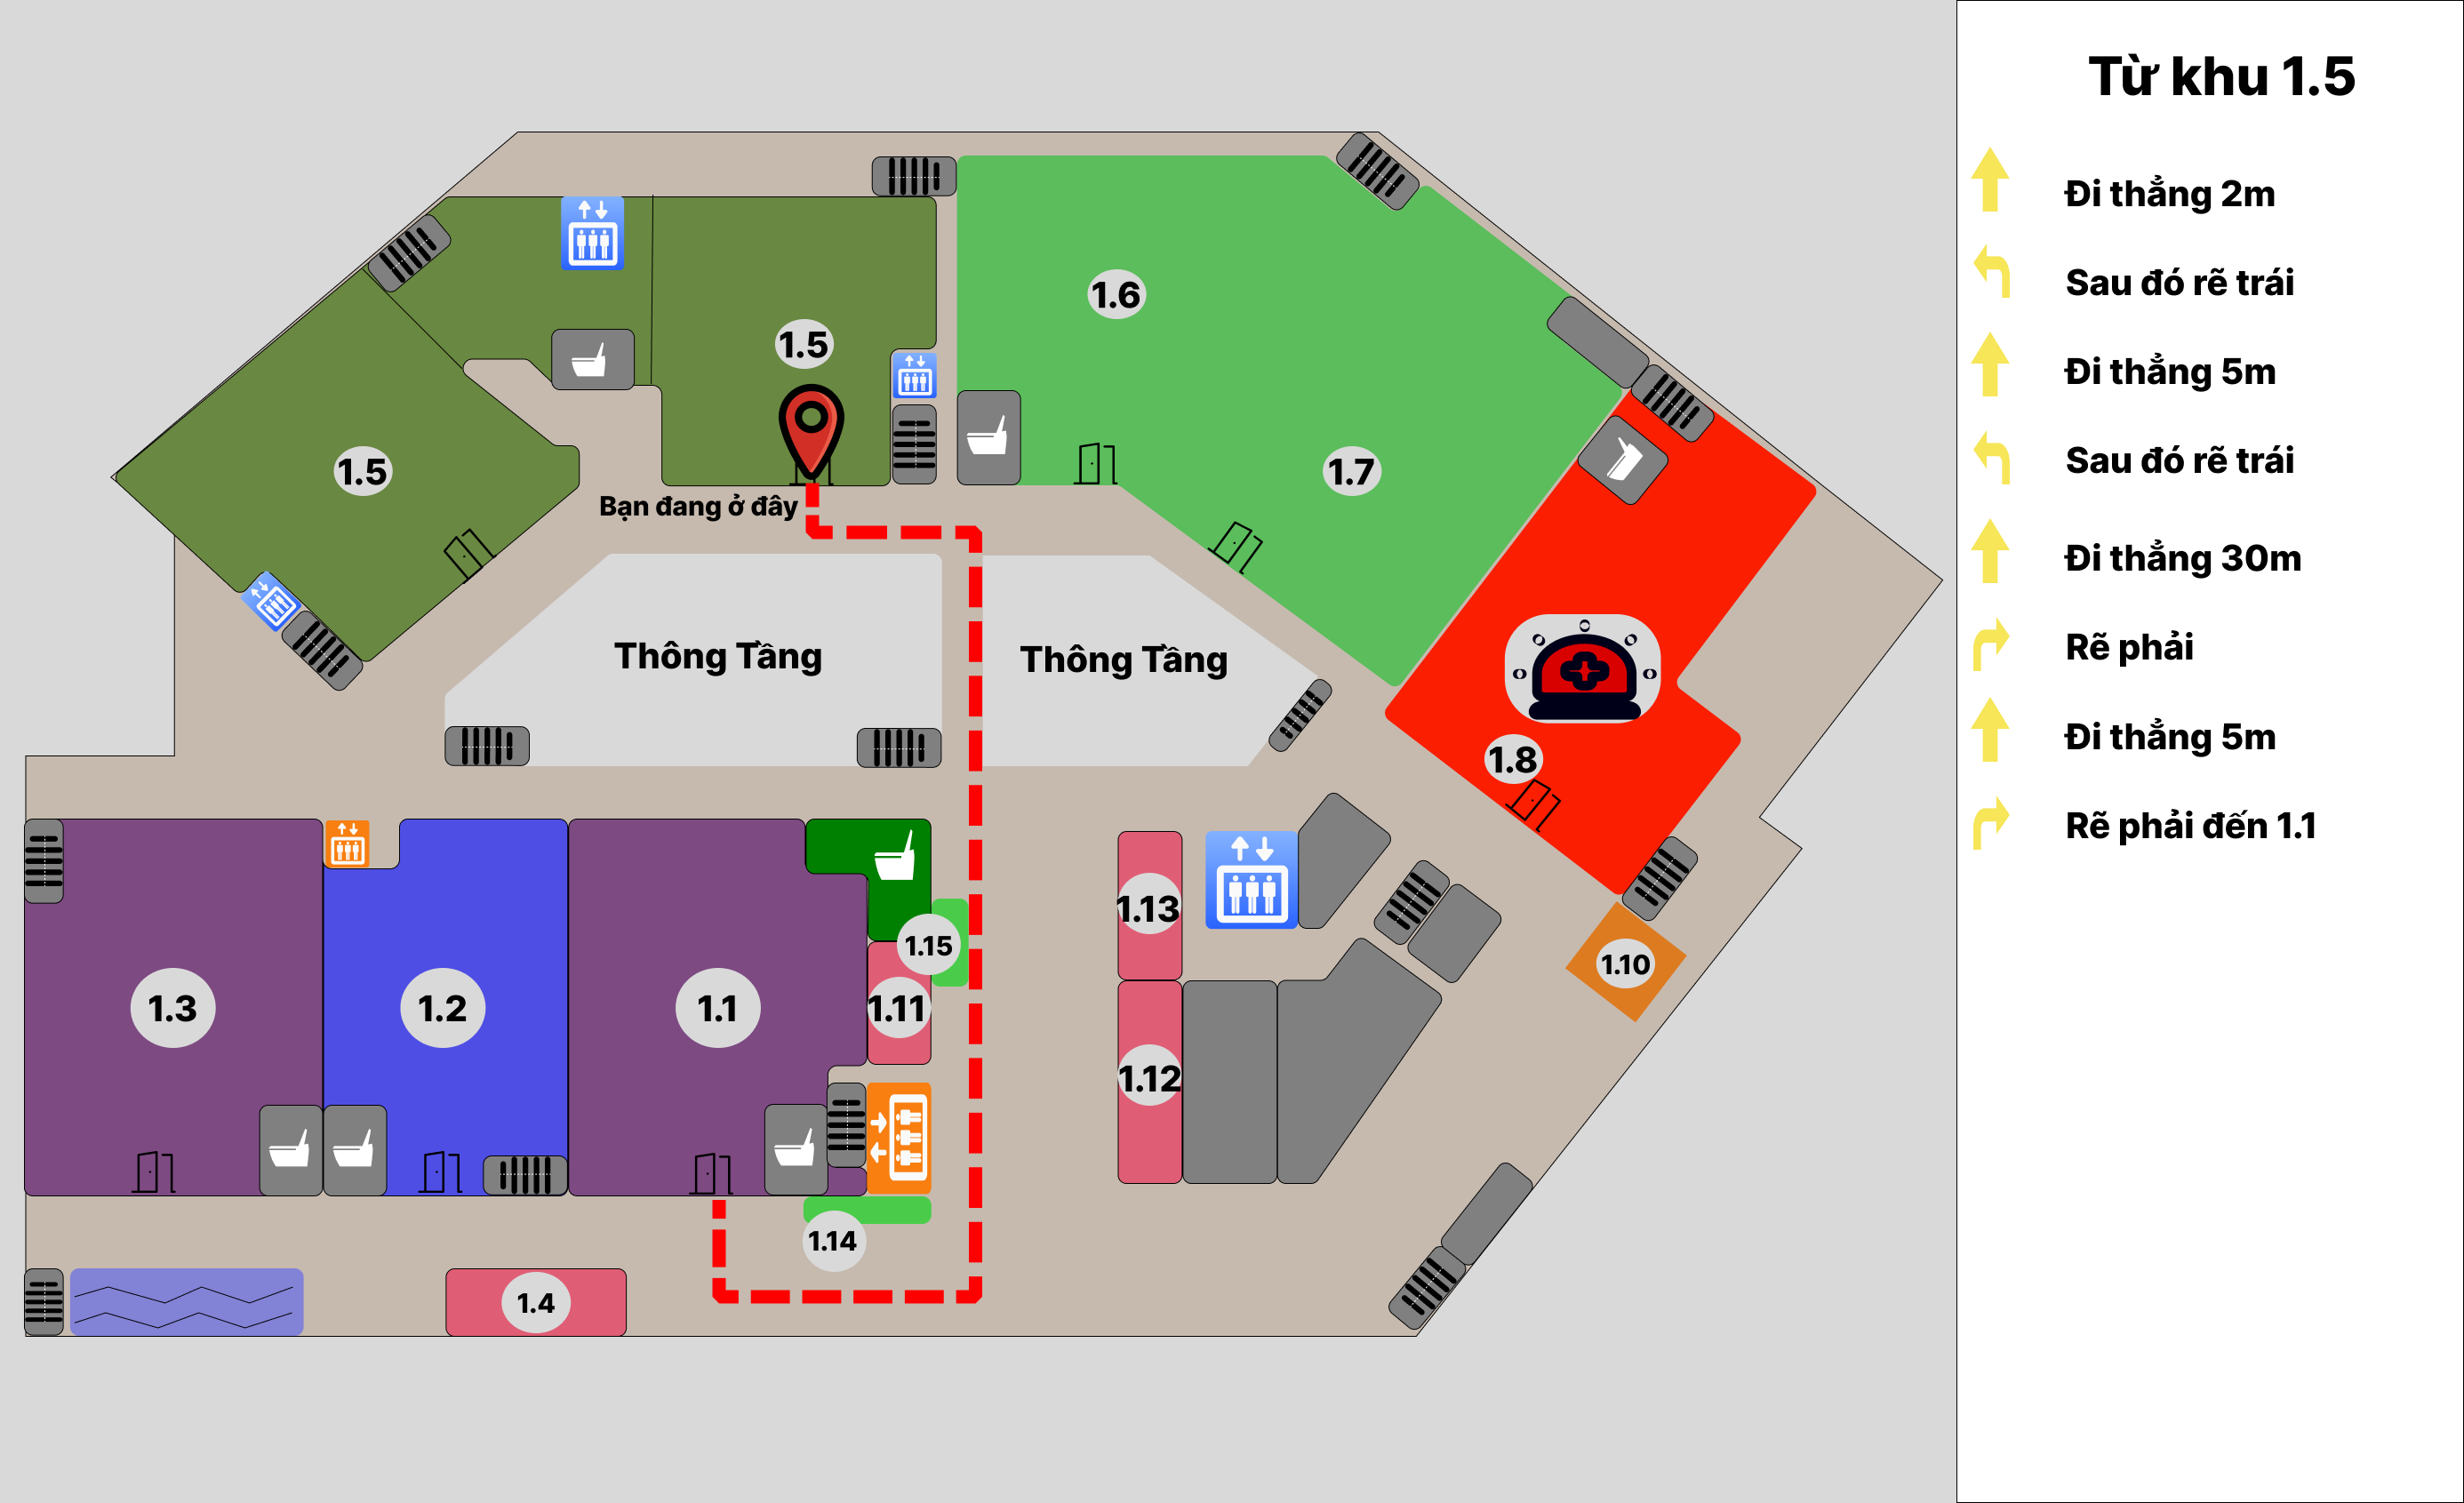 Từ khu 1.5
Đi thẳng 2m
Sau đó rẽ trái
Đi thẳng 5m
Sau đó rẽ trái
Đi thẳng 30m
Rẽ phải
Đi thẳng 5m
Rẽ phải đến 1.1
1.6
1.5
1.5
1.7
Bạn đang ở đây
Thông Tầng
Thông Tầng
1.8
1.13
1.15
1.10
1.3
1.2
1.1
1.11
1.12
1.14
1.4